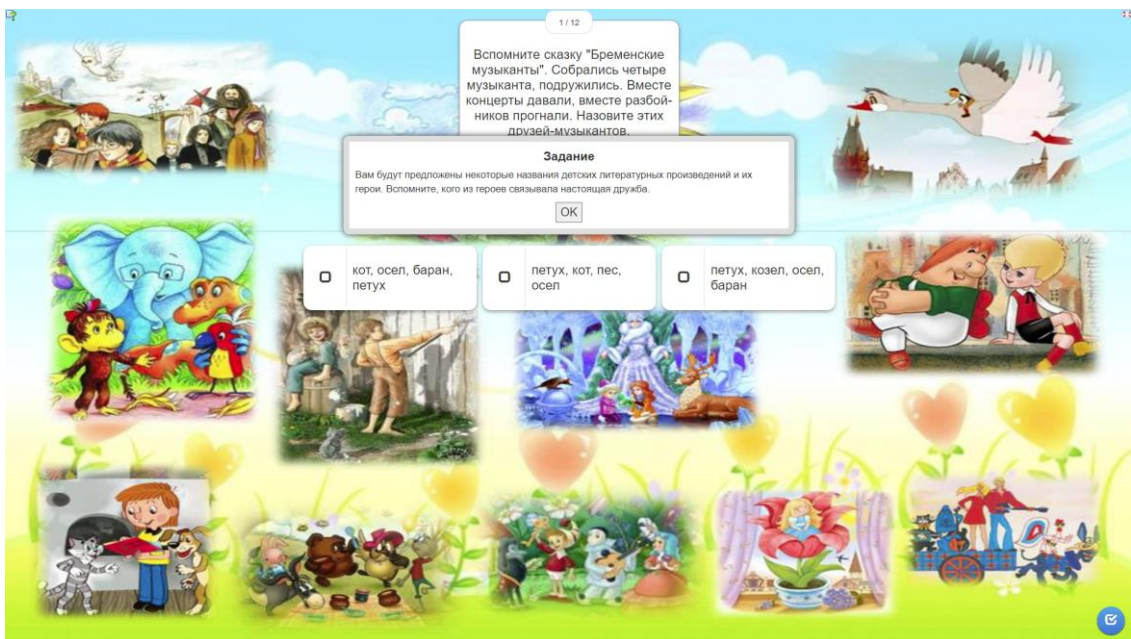 1 / 12
Вспомните сказку "Бременские
музыканты". Собрались четыре
музыканта, подружились. Вместе
концерты давали, вместе разбой-
ников прогнали. Назовите этих
друзей-музыкантов.
Задание
Вам будут предложены некоторые названия детских литературных произведений и их
герои. Вспомните, кого из героев связывала настоящая дружба.
OK
кот, осел, баран,
петух
петух, кот, пес,
осел
петух, козел, осел,
баран